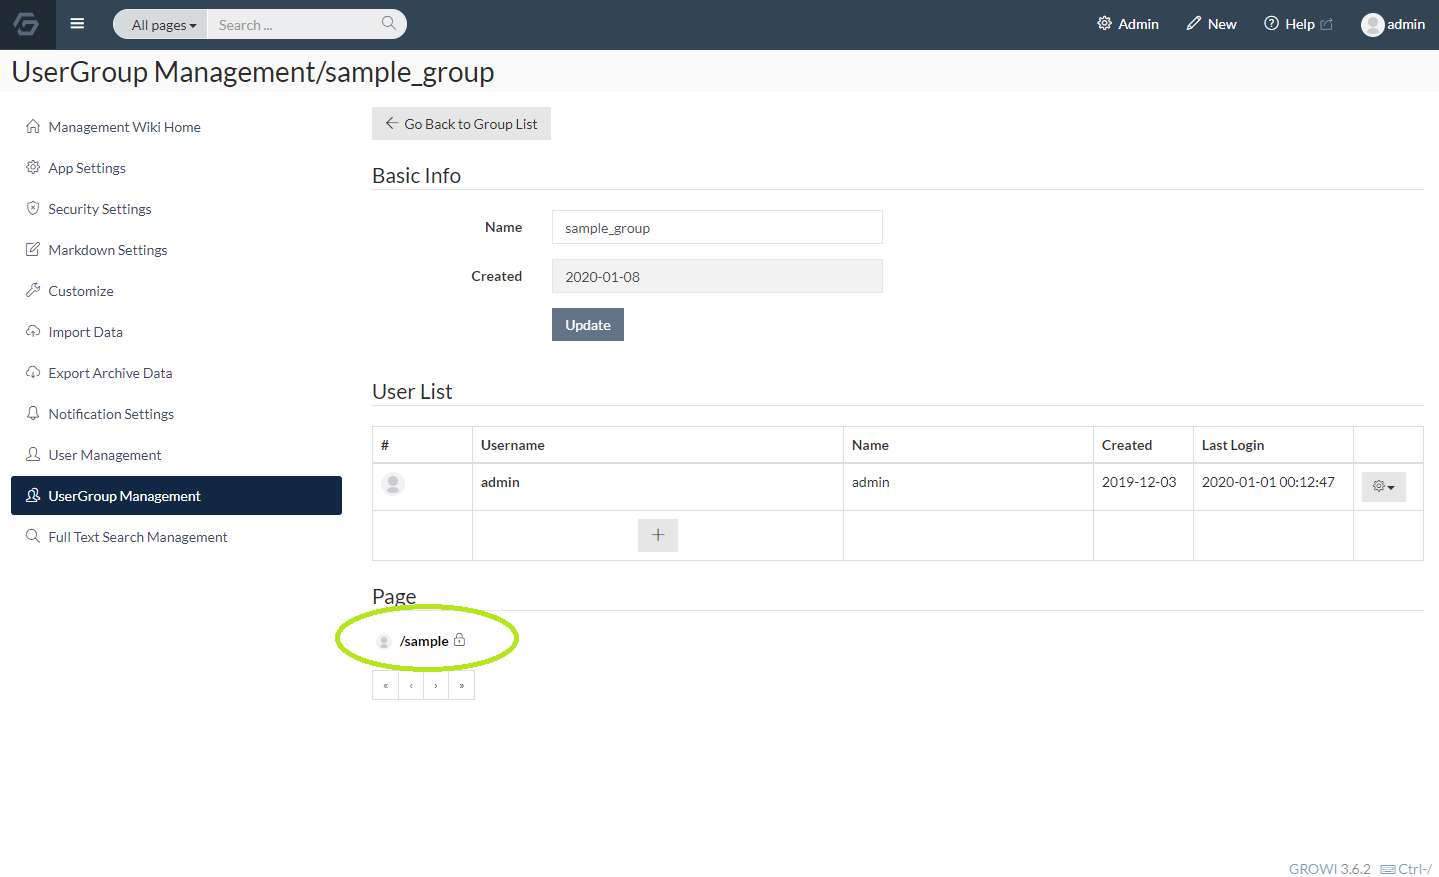 All pages Search ... Admin New Help admin
UserGroup Management/sample_group
Management Wiki Home
App Settings
Security Settings
Markdown Settings
Customize
Import Data
Export Archive Data
Notification Settings
User Management
UserGroup Management
Full Text Search Management
Go Back to Group List
Basic Info
Name sample_group
Created 2020-01-08
Update
User List
# Username Name Created Last Login
admin admin 2019-12-03 2020-01-01 00:12:47
+
Page
/sample
« ‹ › »
GROWI 3.6.2 Ctrl-/